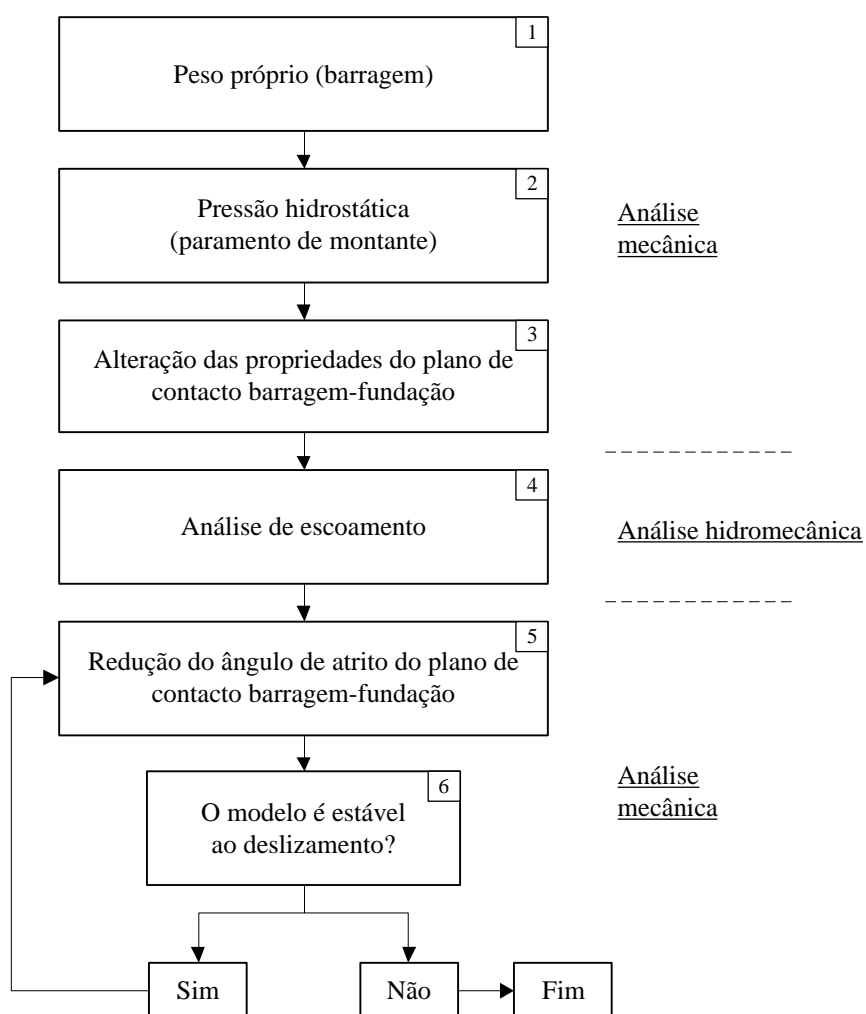 1
Peso próprio (barragem)
2
Pressão hidrostática
(paramento de montante)
Análise
mecânica
3
Alteração das propriedades do plano de
contacto barragem-fundação
4
Análise de escoamento
Análise hidromecânica
5
Redução do ângulo de atrito do plano de
contacto barragem-fundação
6
O modelo é estável
ao deslizamento?
Análise
mecânica
Sim
Não
Fim